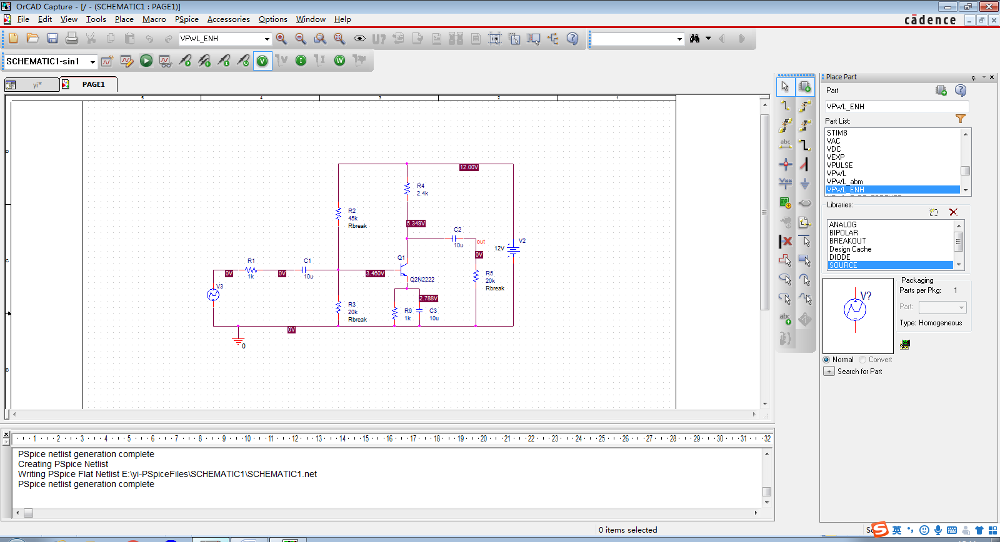 OrCAD Capture - [/ - (SCHEMATIC1 : PAGE1)]
File Edit View Tools Place Macro PSpice Accessories Options Window Help
cādence
VPWL_ENH
SCHEMATIC1-sin1
yi*
PAGE1
5 4 3 2 1
D
C
B
12.00V
R4
2.4k
R2
45k
Rbreak
5.349V
C2
10u
out
0V
V2
12V
Q1
Q2N2222
R1
1k
C1
10u
0V
0V
3.460V
V3
R5
20k
Rbreak
2.788V
R3
20k
Rbreak
R6
1k
C3
10u
0V
0
Place Part
Part
VPWL_ENH
Part List:
STIM8
VAC
VDC
VEXP
VPULSE
VPWL
VPWL_abm
VPWL_ENH
Libraries:
ANALOG
BIPOLAR
BREAKOUT
Design Cache
DIODE
SOURCE
V?
Packaging
Parts per Pkg: 1
Part:
Type: Homogeneous
Normal Convert
+ Search for Part
1 2 3 4 5 6 7 8 9 10 11 12 13 14 15 16 17 18 19 20 21 22 23 24 25 26 27 28 29 30 31 32
PSpice netlist generation complete
Creating PSpice Netlist
Writing PSpice Flat Netlist E:\yi-PSpiceFiles\SCHEMATIC1\SCHEMATIC1.net
PSpice netlist generation complete
0 items selected
英